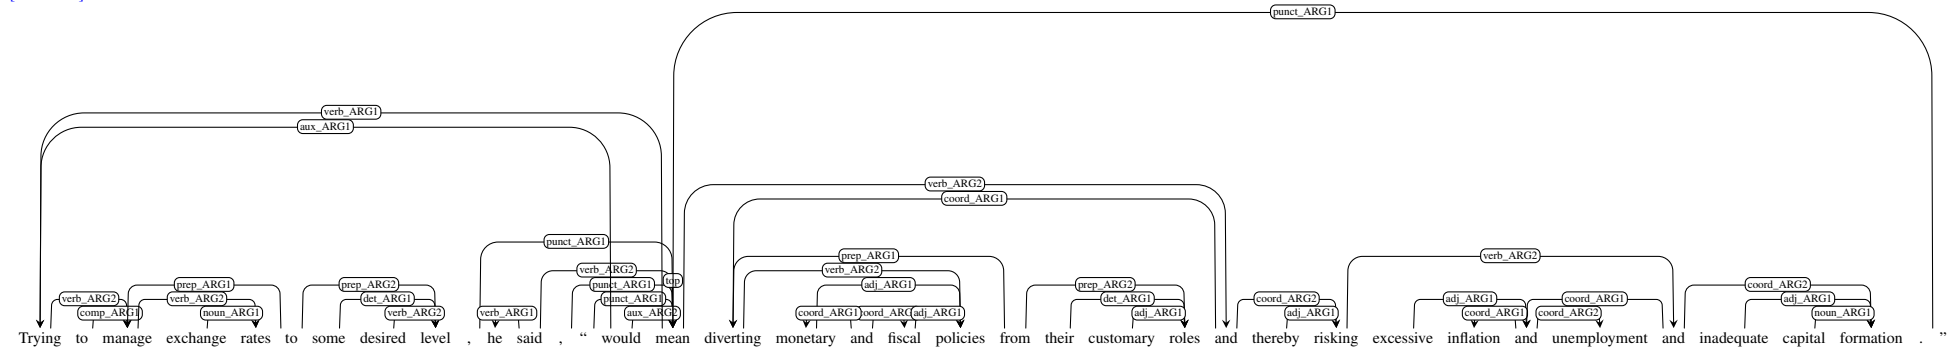 punct_ARG1
verb_ARG1
aux_ARG1
verb_ARG2
coord_ARG1
punct_ARG1
prep_ARG1 verb_ARG2
verb_ARG2 top verb_ARG2
prep_ARG1 prep_ARG2 punct_ARG1 adj_ARG1 prep_ARG2 coord_ARG2
verb_ARG2 verb_ARG2 det_ARG1 punct_ARG1 det_ARG1 coord_ARG2 adj_ARG1 coord_ARG1 adj_ARG1
comp_ARG1 noun_ARG1 verb_ARG2 verb_ARG1 aux_ARG2 coord_ARG1 adj_ARG1 adj_ARG1 adj_ARG1 coord_ARG1 coord_ARG2 noun_ARG1
Trying to manage exchange rates to some desired level , he said , “ would mean diverting monetary and fiscal policies from their customary roles and thereby risking excessive inflation and unemployment and inadequate capital formation . ”